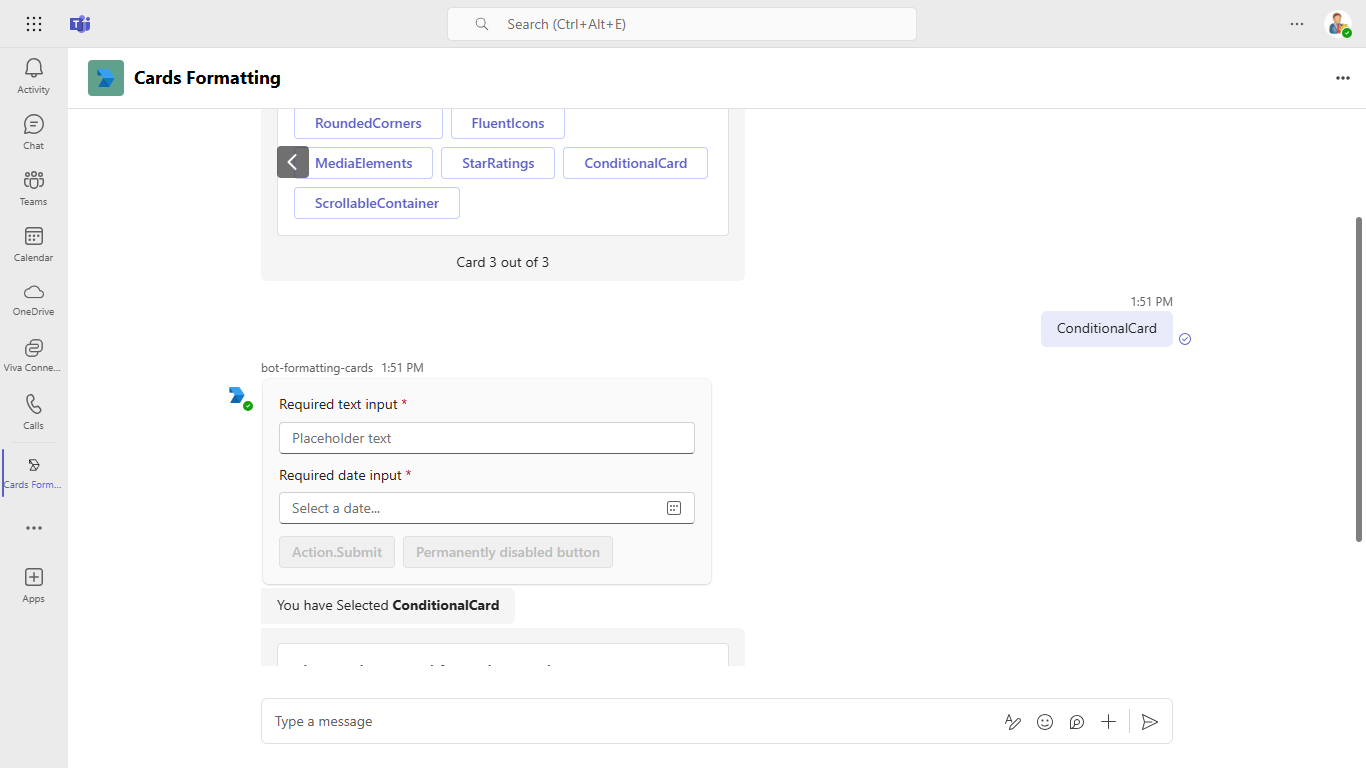 Search (Ctrl+Alt+E)
Activity
Chat
Teams
Calendar
OneDrive
Viva Conne...
Calls
Cards Form...
Apps
Cards Formatting
RoundedCorners FluentIcons
MediaElements StarRatings ConditionalCard
ScrollableContainer
Card 3 out of 3
1:51 PM
ConditionalCard
bot-formatting-cards 1:51 PM
Required text input *
Placeholder text
Required date input *
Select a date...
Action.Submit Permanently disabled button
You have Selected ConditionalCard
Type a message